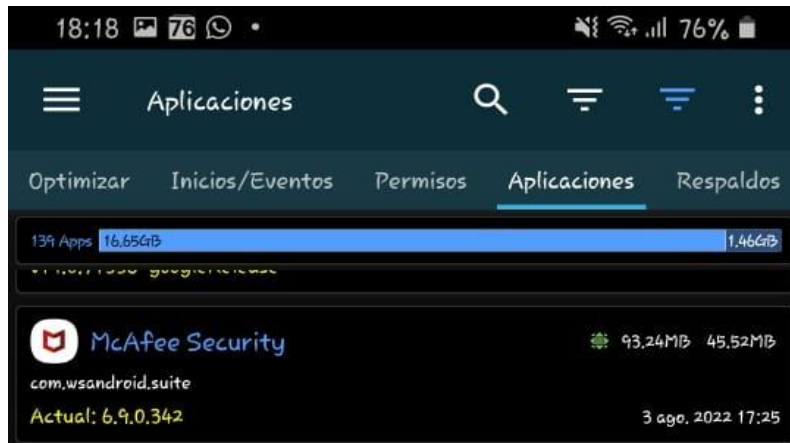 18:18 76 76%
Aplicaciones
Optimizar Inicios/Eventos Permisos Aplicaciones Respaldos
139 Apps 16,65GB 1,46GB
McAfee Security 93,24MB 45,52MB
com.wsandroid.suite
Actual: 6.9.0.342 3 ago. 2022 17:25